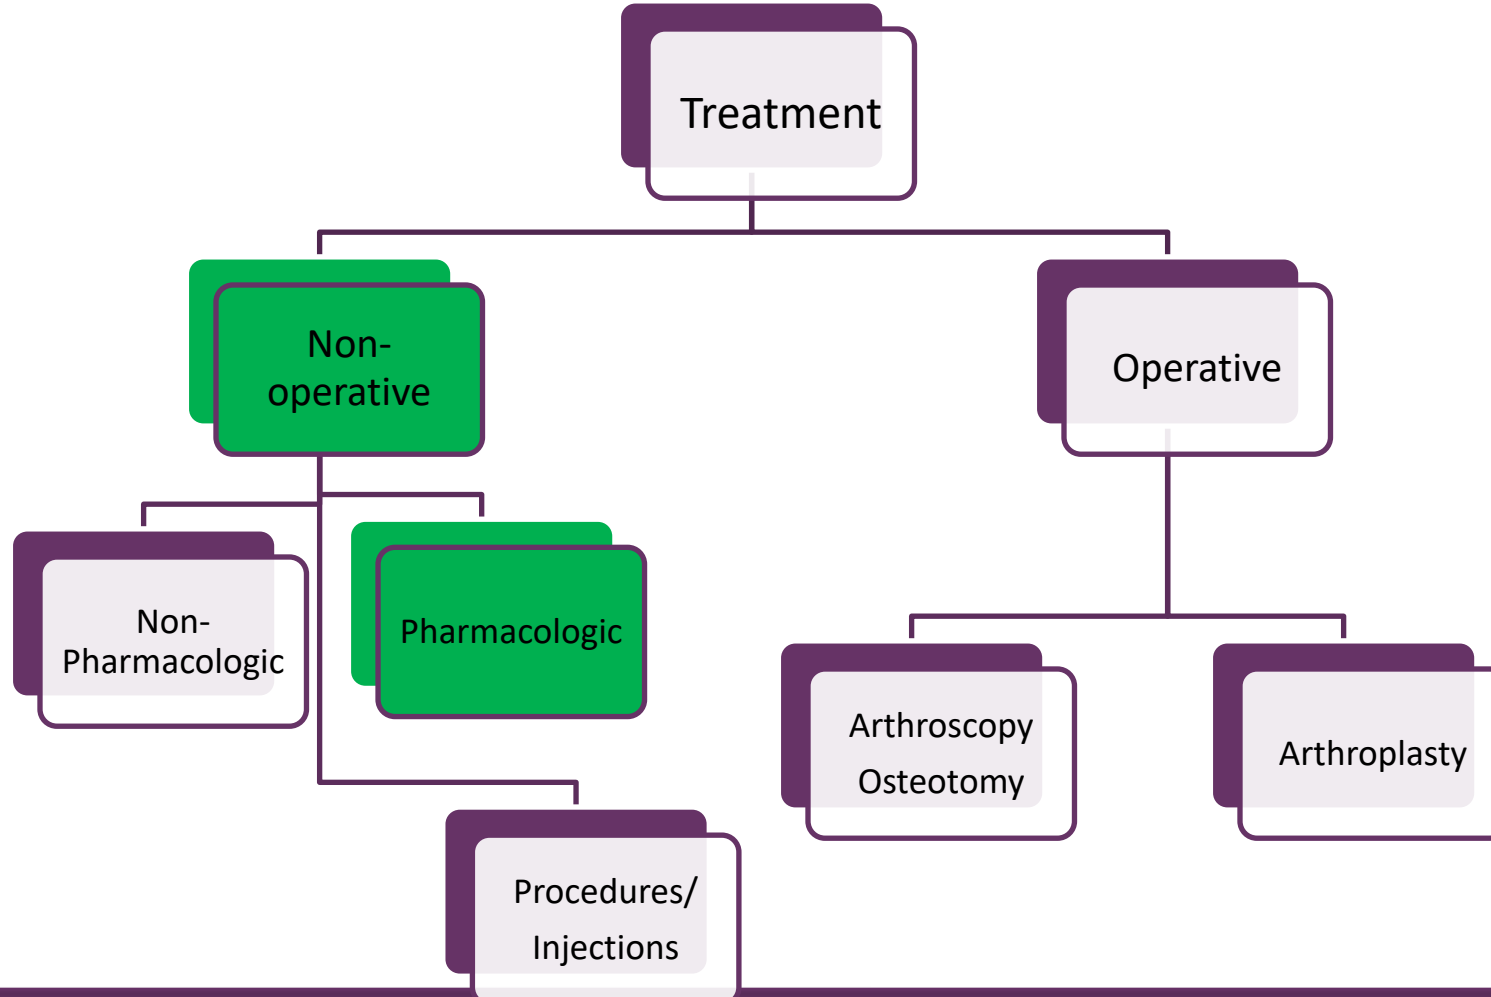 Treatment
Non-
operative
Operative
Non-
Pharmacologic
Pharmacologic
Arthroscopy
Osteotomy
Arthroplasty
Procedures/
Injections